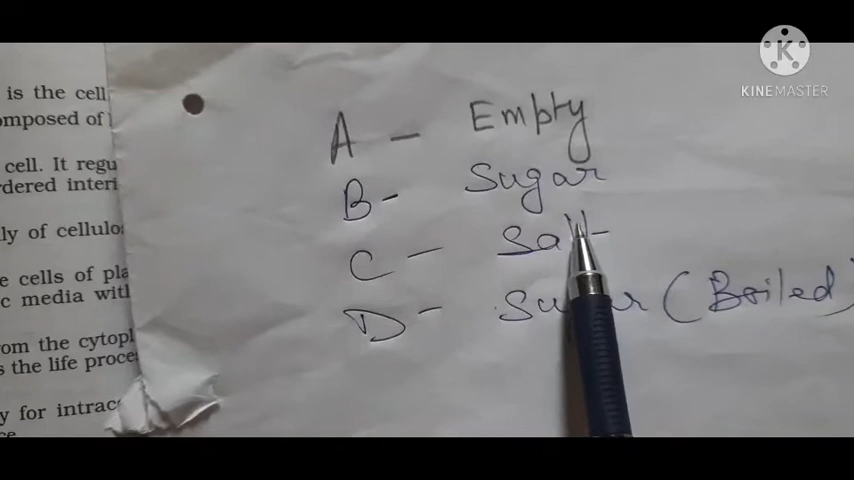 KINEMASTER
is the cell
omposed of
cell. It regu
rdered interi
ly of cellulo
e cells of pla
c media with
om the cytopl
s the life proce
y for intrac
A - Empty
B - Sugar
C - Salt
D - Sugar (Boiled)